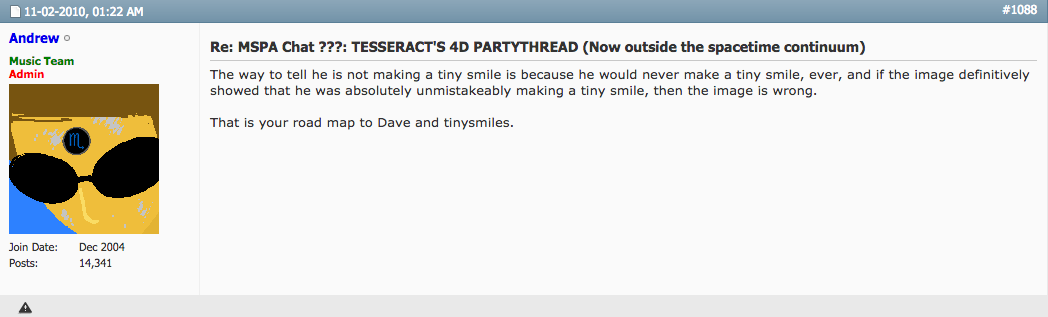 11-02-2010, 01:22 AM
#1088
Andrew
Music Team
Admin
♏
Join Date: Dec 2004
Posts: 14,341
Re: MSPA Chat ???: TESSERACT'S 4D PARTYTHREAD (Now outside the spacetime continuum)
The way to tell he is not making a tiny smile is because he would never make a tiny smile, ever, and if the image definitively
showed that he was absolutely unmistakeably making a tiny smile, then the image is wrong.
That is your road map to Dave and tinysmiles.